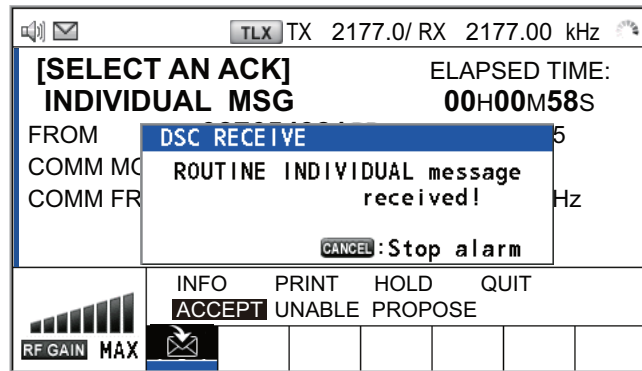 TLX TX 2177.0/ RX 2177.00 kHz
[SELECT AN ACK] ELAPSED TIME:
INDIVIDUAL MSG 00H00M58S
FROM 5
COMM MO
COMM FR Hz
DSC RECEIVE
ROUTINE INDIVIDUAL message
received!
CANCEL:Stop alarm
INFO PRINT HOLD QUIT
ACCEPT UNABLE PROPOSE
RF GAIN MAX